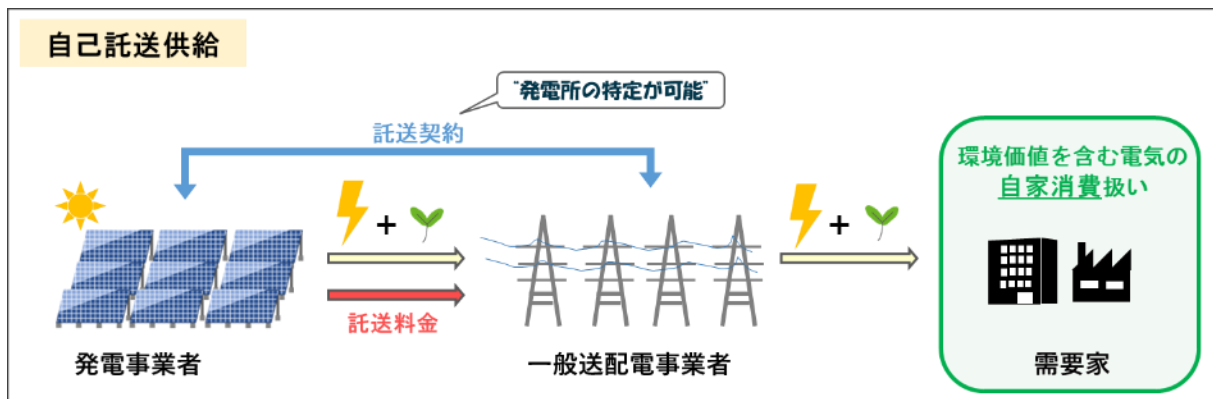 自己託送供給
"発電所の特定が可能"
託送契約
環境価値を含む電気の
自家消費扱い
+
+
託送料金
発電事業者
一般送配電事業者
需要家